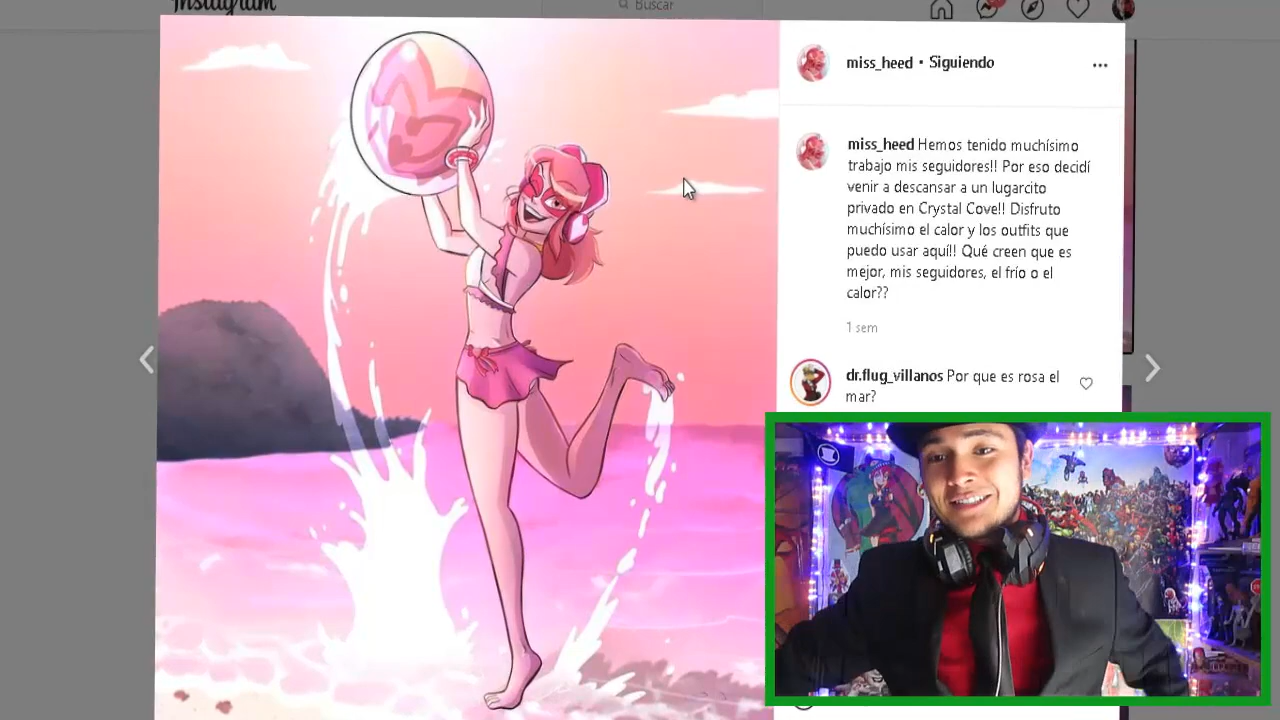 Instagram
Buscar
miss_heed • Siguiendo
miss_heed Hemos tenido muchísimo
trabajo mis seguidores!! Por eso decidí
venir a descansar a un lugarcito
privado en Crystal Cove!! Disfruto
muchísimo el calor y los outfits que
puedo usar aquí!! Qué creen que es
mejor, mis seguidores, el frío o el
calor??
1 sem
dr.flug_villanos Por que es rosa el
mar?